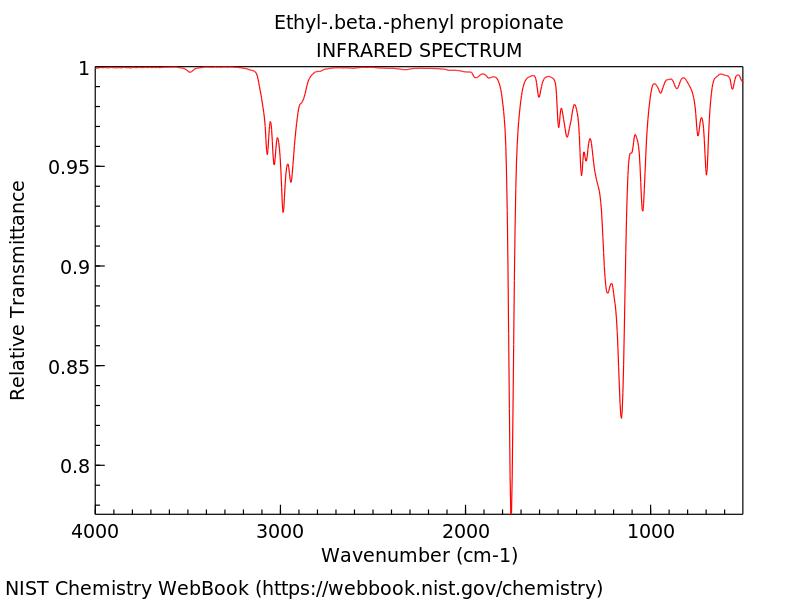 Ethyl-.beta.-phenyl propionate
INFRARED SPECTRUM
1
0.95
0.9
0.85
0.8
Relative Transmittance
4000 3000 2000 1000
Wavenumber (cm-1)
NIST Chemistry WebBook (https://webbook.nist.gov/chemistry)